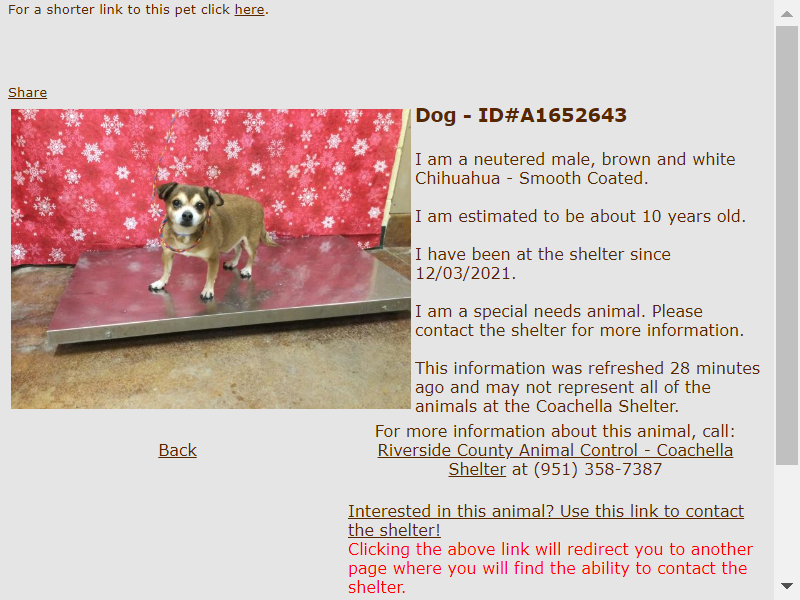 For a shorter link to this pet click here.
Share
Dog - ID#A1652643
I am a neutered male, brown and white
Chihuahua - Smooth Coated.
I am estimated to be about 10 years old.
I have been at the shelter since
12/03/2021.
I am a special needs animal. Please
contact the shelter for more information.
This information was refreshed 28 minutes
ago and may not represent all of the
animals at the Coachella Shelter.
Back
For more information about this animal, call:
Riverside County Animal Control - Coachella
Shelter at (951) 358-7387
Interested in this animal? Use this link to contact
the shelter!
Clicking the above link will redirect you to another
page where you will find the ability to contact the
shelter.